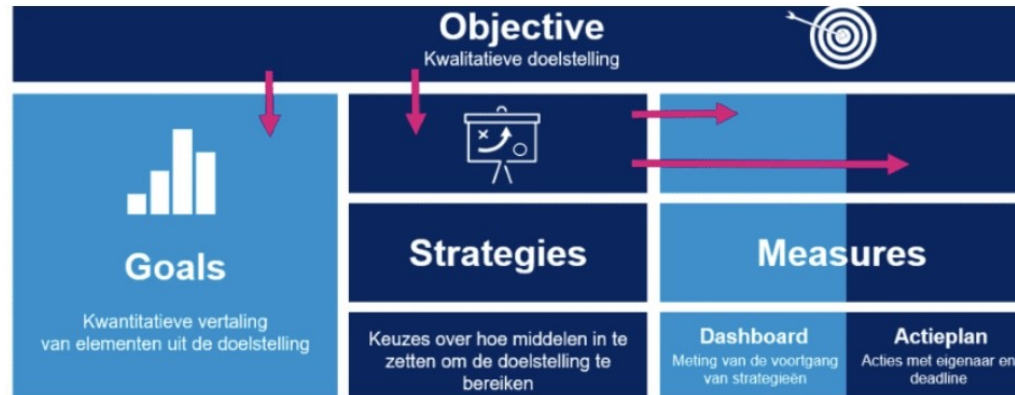 Objective
Kwalitatieve doelstelling
Goals
Kwantitatieve vertaling
van elementen uit de doelstelling
Strategies
Keuzes over hoe middelen in te
zetten om de doelstelling te
bereiken
Measures
Dashboard
Meting van de voortgang
van strategieën
Actieplan
Acties met eigenaar en
deadline